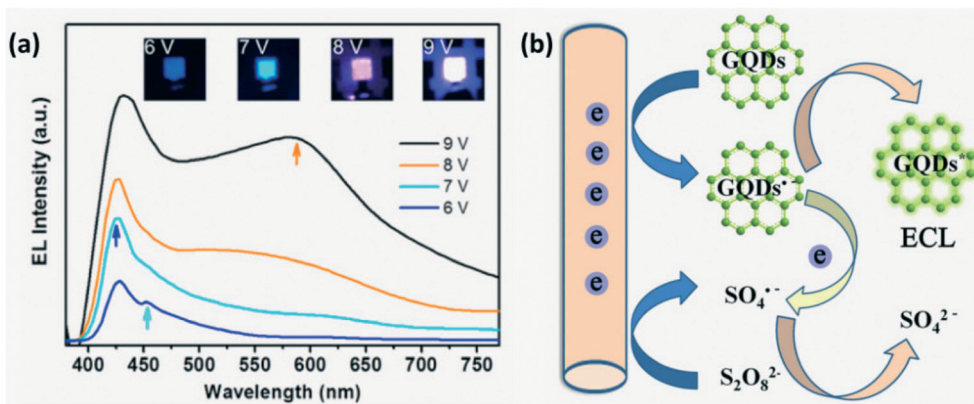 (a)
6 V
7 V
8 V
9 V
9 V
8 V
7 V
6 V
EL Intensity (a.u.)
400 450 500 550 600 650 700 750
Wavelength (nm)
(b)
GQDs
e
e
e
e
e
GQDs•
GQDs*
ECL
e
SO₄•-
SO₄²-
S₂O₈²-